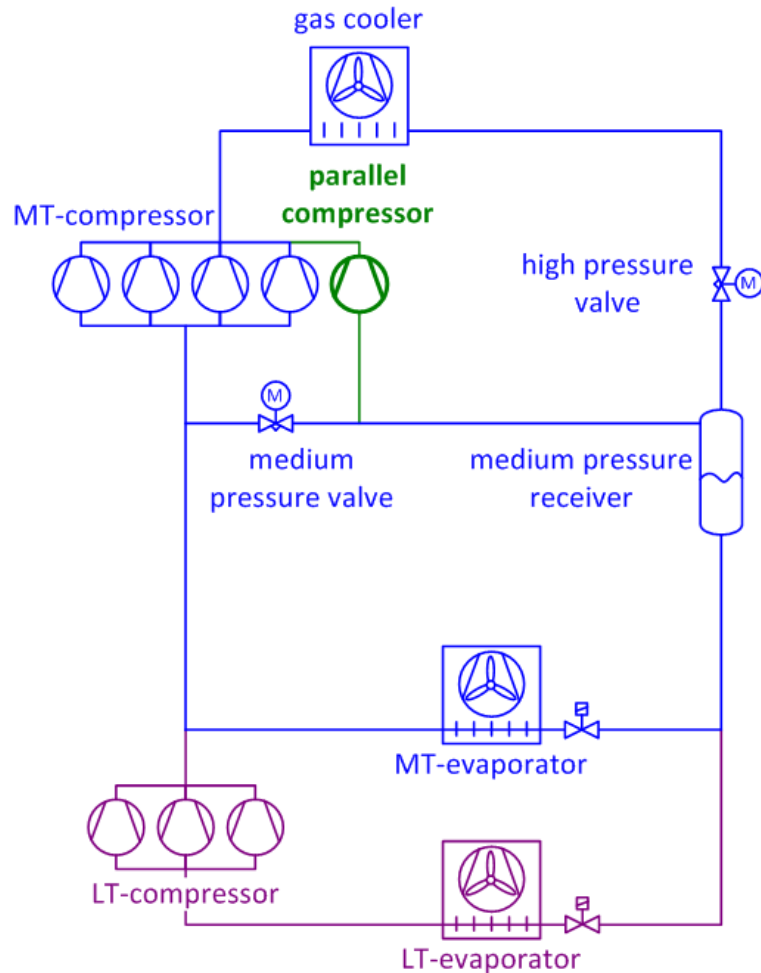 gas cooler
parallel
compressor
MT-compressor
high pressure
valve
M
M
medium
pressure valve
medium pressure
receiver
MT-evaporator
LT-compressor
LT-evaporator